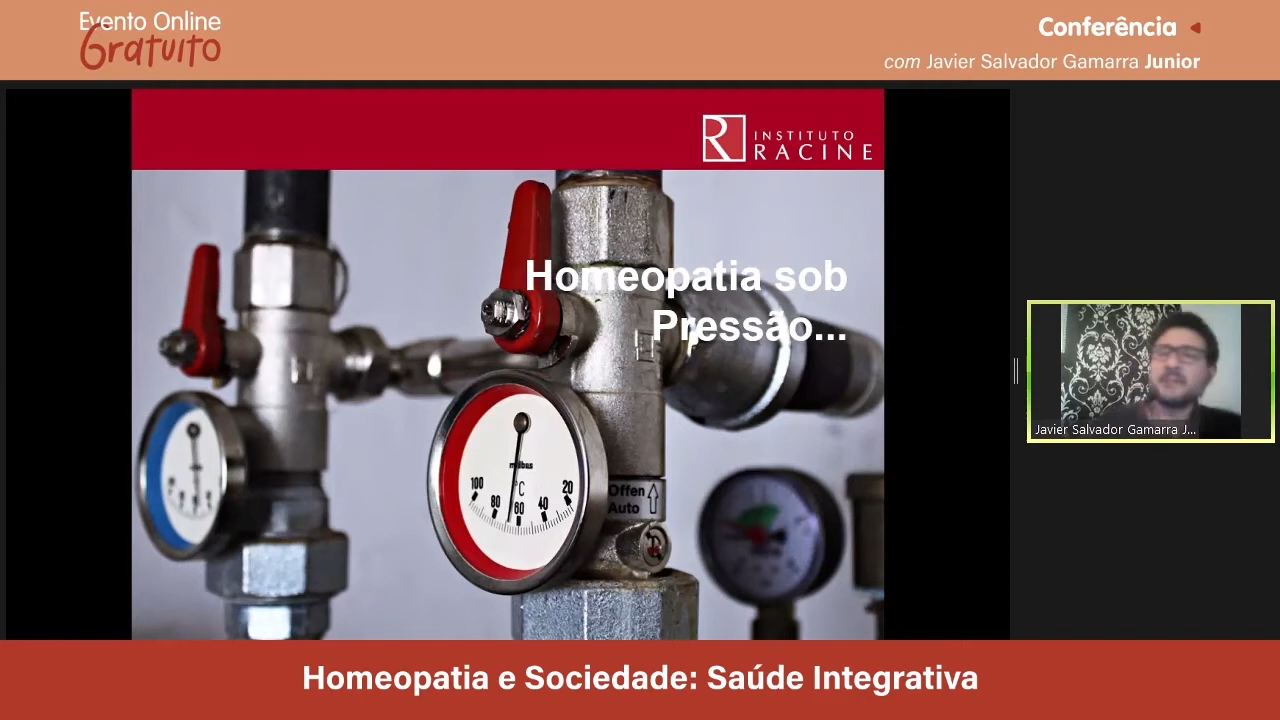 Evento Online
Gratuito
Conferência
com Javier Salvador Gamarra Junior
R INSTITUTO
RACINE
Homeopatia sob
Pressão...
100
80
60
40
20
°C
Offen
Auto
Javier Salvador Gamarra J...
Homeopatia e Sociedade: Saúde Integrativa